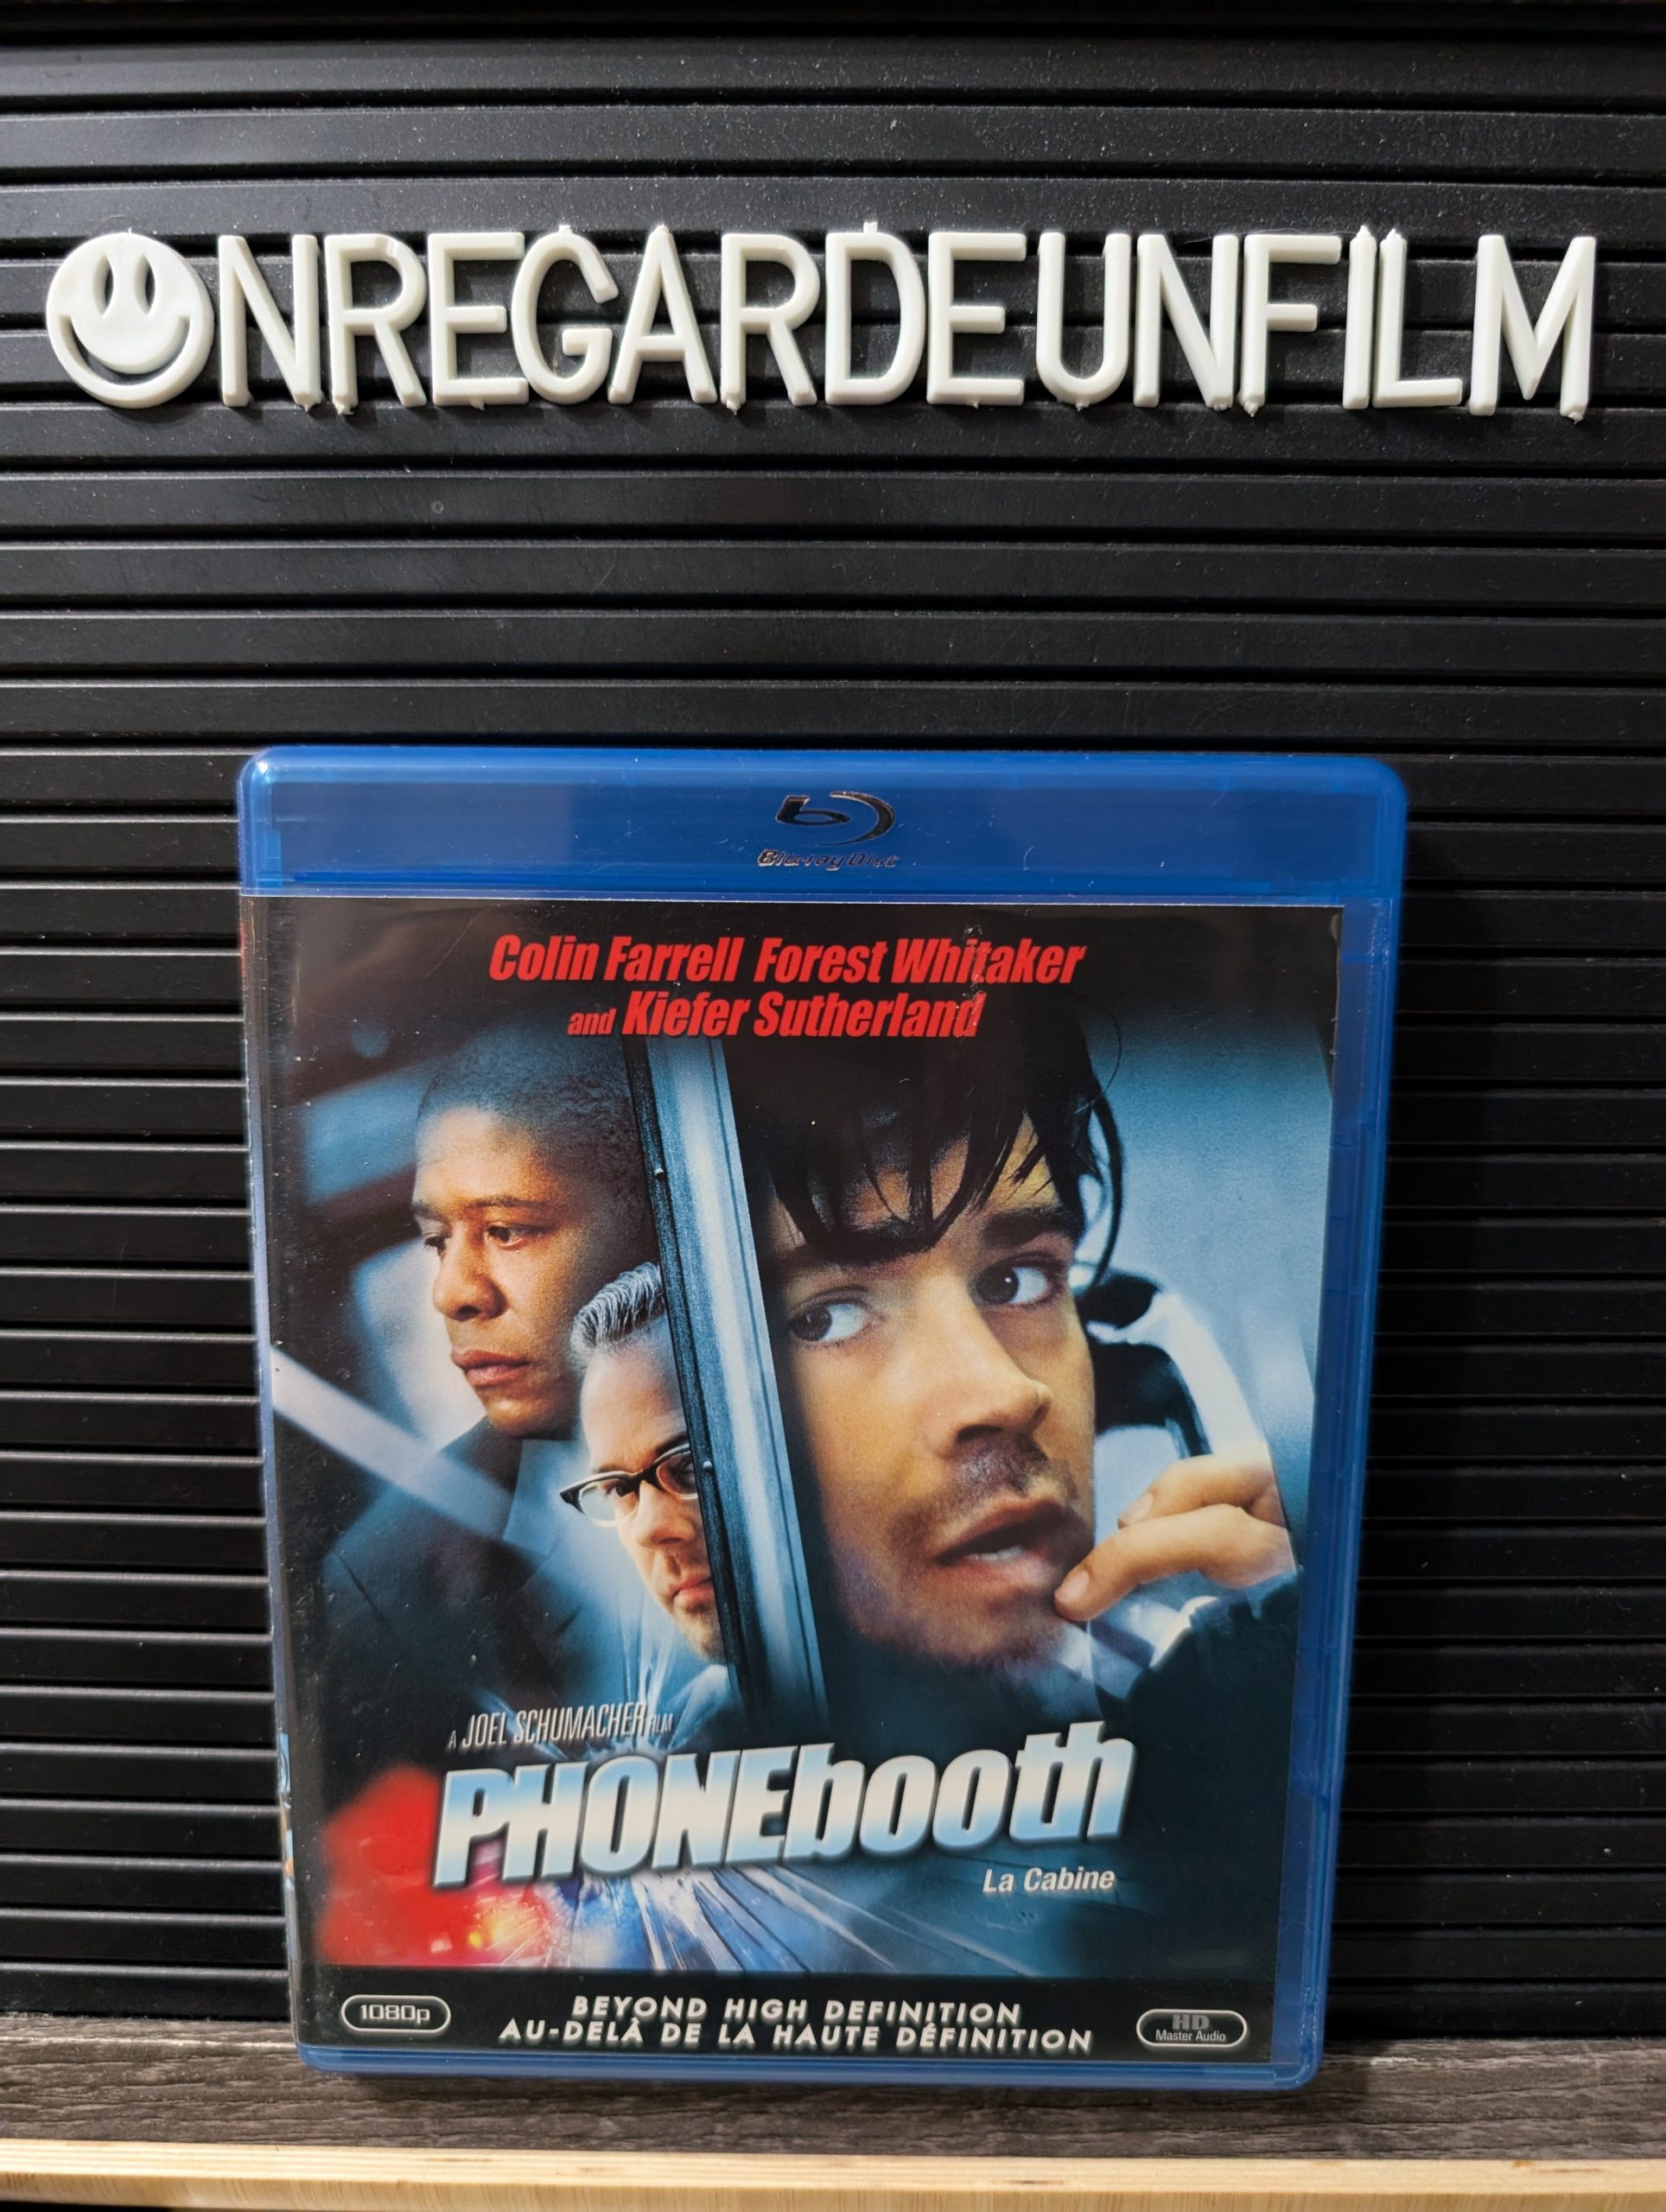 ONREGARDEUNFILM
Blu-ray Disc
Colin Farrell Forest Whitaker
and Kiefer Sutherland
A JOEL SCHUMACHER FILM
PHONEbooth
La Cabine
1080p
BEYOND HIGH DEFINITION
AU-DELÀ DE LA HAUTE DÉFINITION
HD
Master Audio